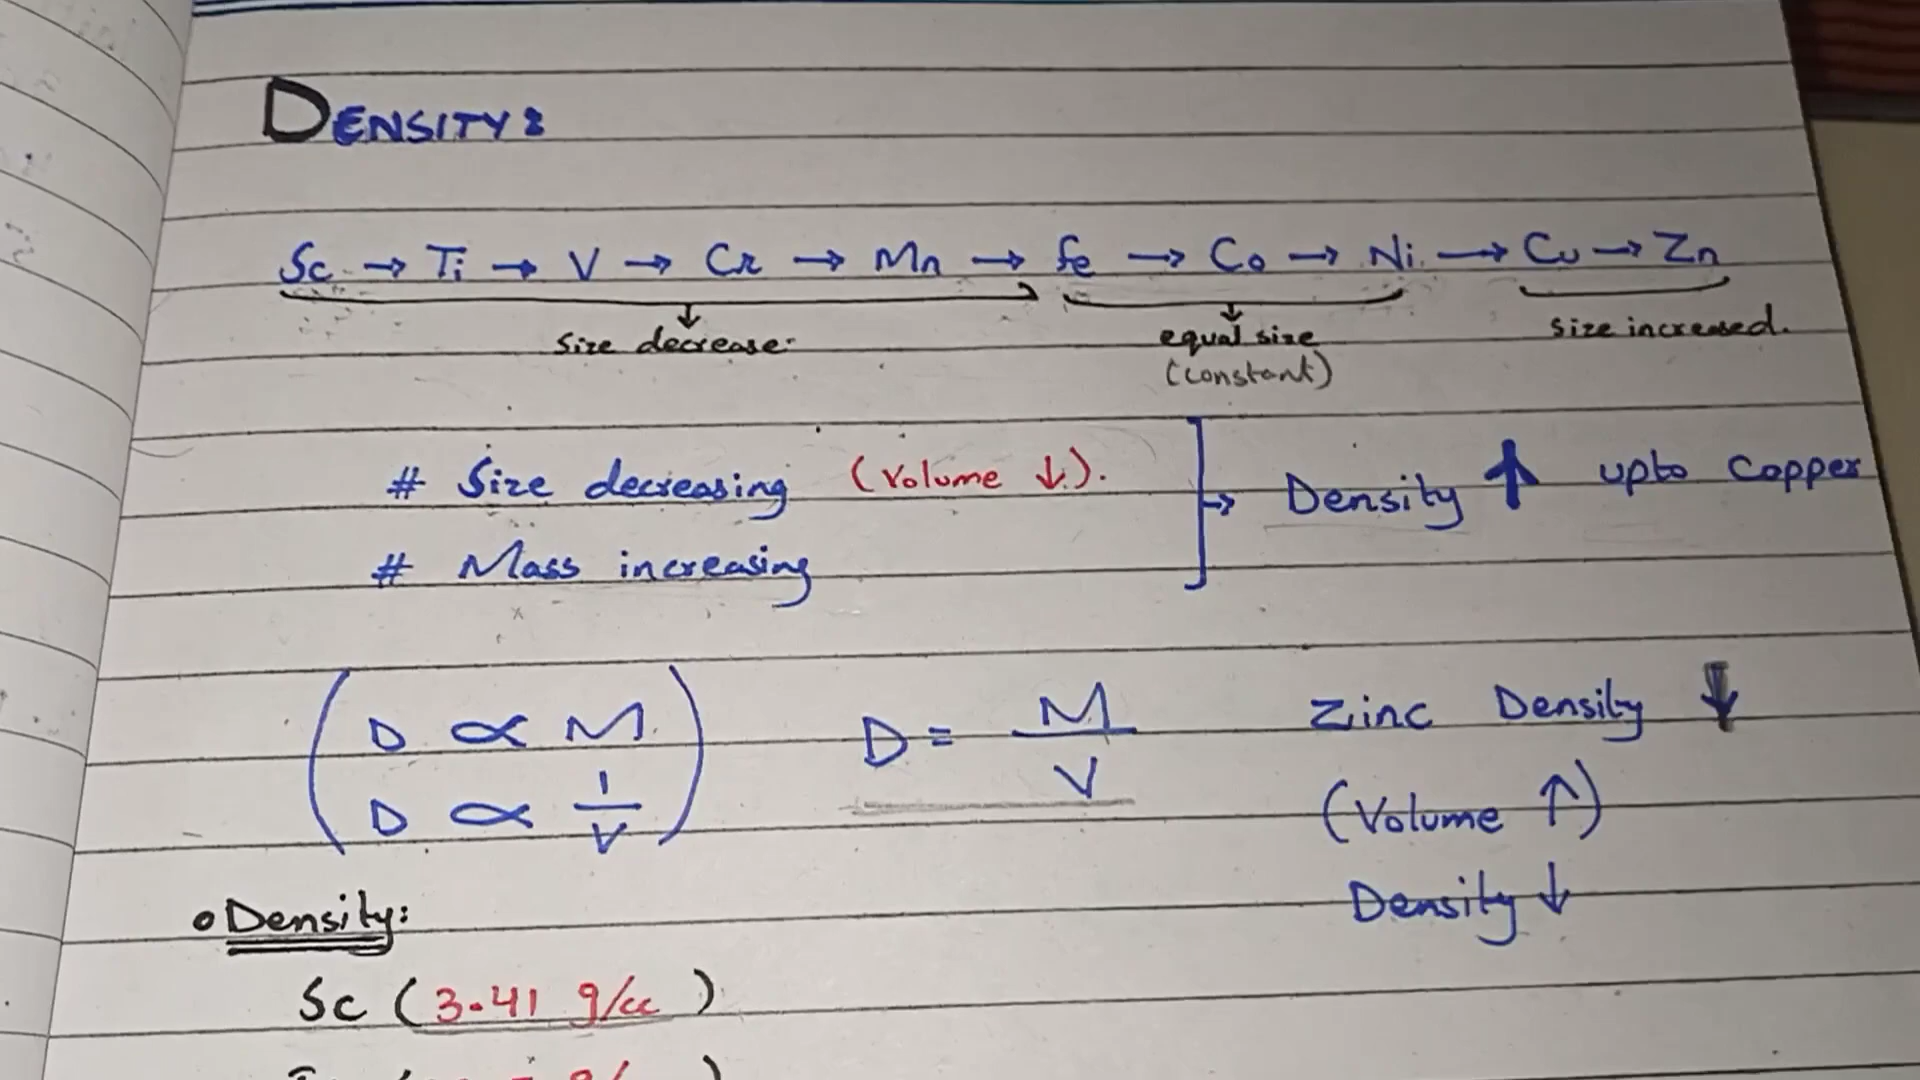 DENSITY:
Sc → Ti → V → Cr → Mn → Fe → Co → Ni → Cu → Zn
↓ ↓
size decrease. equal size size increased.
(constant)
# Size decreasing (Volume ↓). → Density ↑ upto Copper
# Mass increasing
D ∝ M D = M/V Zinc Density ↓
D ∝ 1/V (Volume ↑)
Density ↓
• Density:
Sc (3.41 g/cc)